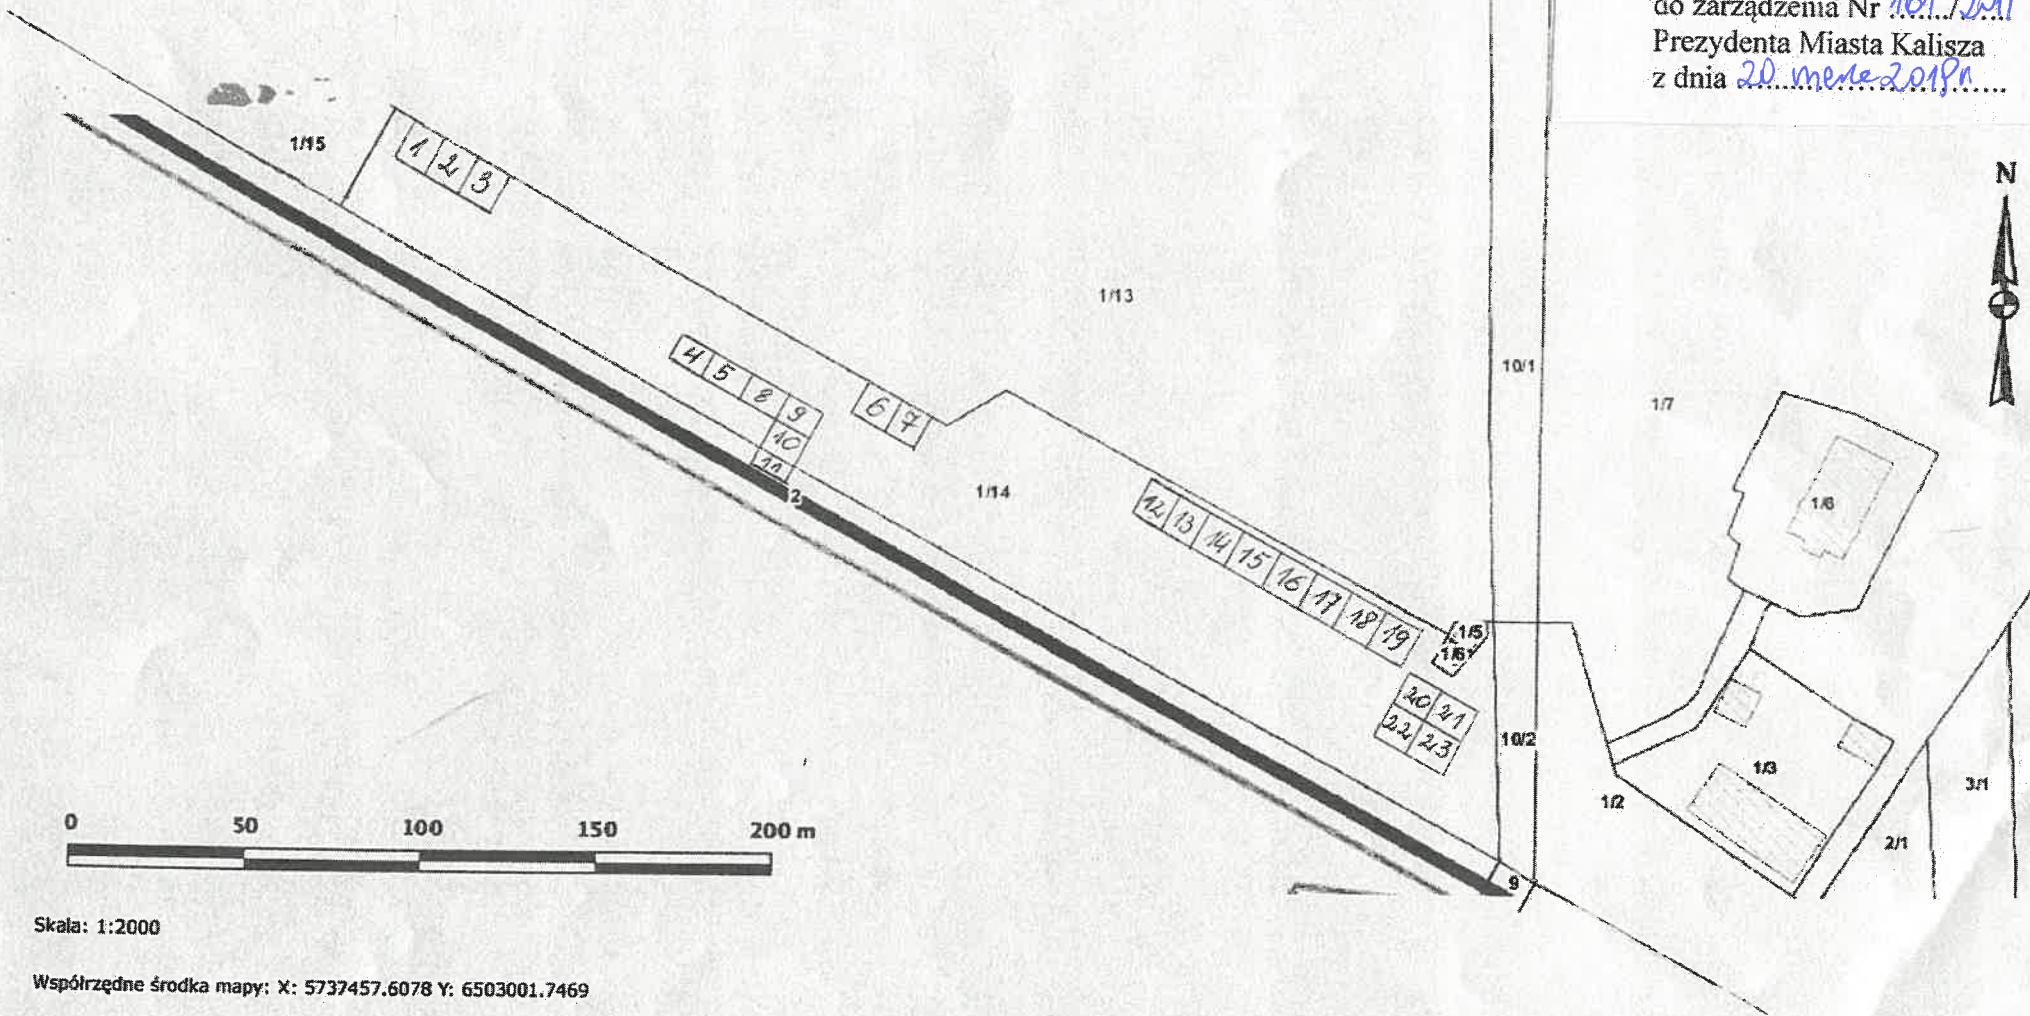 do zarządzenia Nr
Prezydenta Miasta Kalisza
z dnia 20
N
1/15
1 2 3
1/13
10/1
1/7
4 5 8 9
6 7
10
11
2
1/14
1/6
12 13 14 15 16 17 18 19
1/5
20 21
22 23
10/2
1/3
1/2
3/1
2/1
9
0 50 100 150 200 m
Skala: 1:2000
Współrzędne środka mapy: X: 5737457.6078 Y: 6503001.7469